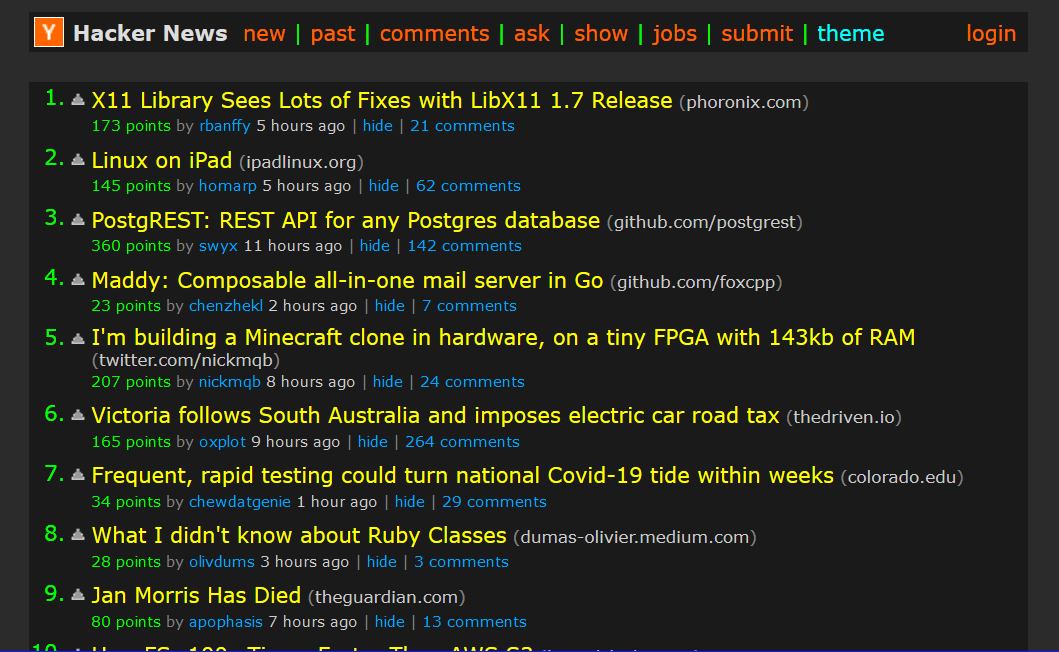 Y Hacker News new | past | comments | ask | show | jobs | submit | theme login
1. X11 Library Sees Lots of Fixes with LibX11 1.7 Release (phoronix.com)
173 points by rbanffy 5 hours ago | hide | 21 comments
2. Linux on iPad (ipadlinux.org)
145 points by homarp 5 hours ago | hide | 62 comments
3. PostgREST: REST API for any Postgres database (github.com/postgrest)
360 points by swyx 11 hours ago | hide | 142 comments
4. Maddy: Composable all-in-one mail server in Go (github.com/foxcpp)
23 points by chenzhekl 2 hours ago | hide | 7 comments
5. I'm building a Minecraft clone in hardware, on a tiny FPGA with 143kb of RAM
(twitter.com/nickmqb)
207 points by nickmqb 8 hours ago | hide | 24 comments
6. Victoria follows South Australia and imposes electric car road tax (thedriven.io)
165 points by oxplot 9 hours ago | hide | 264 comments
7. Frequent, rapid testing could turn national Covid-19 tide within weeks (colorado.edu)
34 points by chewdatgenie 1 hour ago | hide | 29 comments
8. What I didn't know about Ruby Classes (dumas-olivier.medium.com)
28 points by olivdums 3 hours ago | hide | 3 comments
9. Jan Morris Has Died (theguardian.com)
80 points by apophasis 7 hours ago | hide | 13 comments